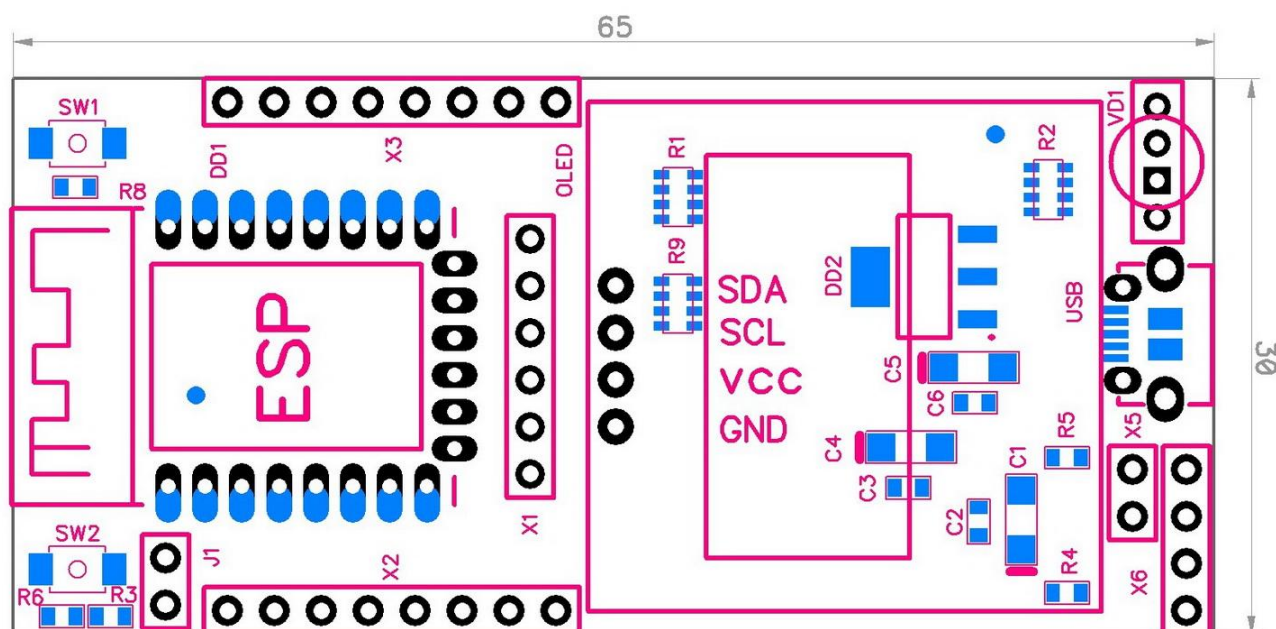 65
SW1
R8
DD1
X3
OLED
R1
R2
VD1
R9
ESP
SDA
SCL
VCC
GND
DD2
USB
30
C5
C6
C4
C3
C2
C1
R5
X5
X1
SW2
J1
X2
R6
R3
R4
X6